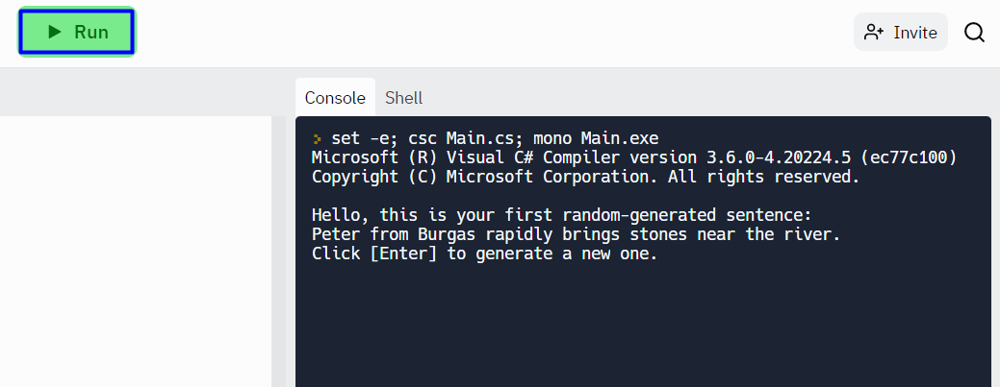 Run
Invite
Console Shell
set -e; csc Main.cs; mono Main.exe
Microsoft (R) Visual C# Compiler version 3.6.0-4.20224.5 (ec77c100)
Copyright (C) Microsoft Corporation. All rights reserved.
Hello, this is your first random-generated sentence:
Peter from Burgas rapidly brings stones near the river.
Click [Enter] to generate a new one.